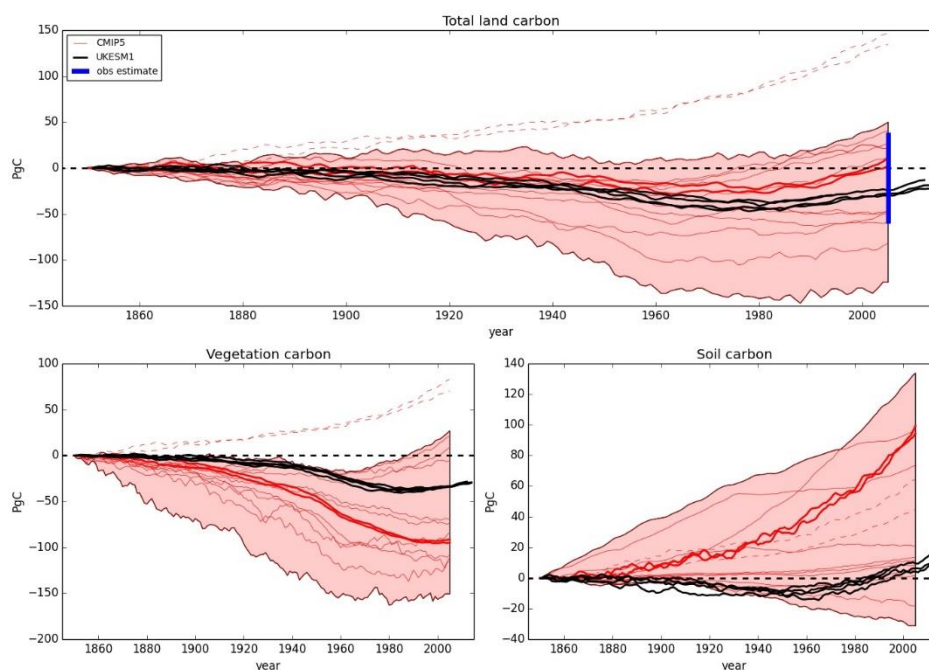 Total land carbon
150
100
50
0
−50
−100
−150
PgC
CMIP5
UKESM1
obs estimate
1860 1880 1900 1920 1940 1960 1980 2000
year
Vegetation carbon
100
50
0
−50
−100
−150
−200
PgC
1860 1880 1900 1920 1940 1960 1980 2000
year
Soil carbon
140
120
100
80
60
40
20
0
−20
−40
PgC
1860 1880 1900 1920 1940 1960 1980 2000
year